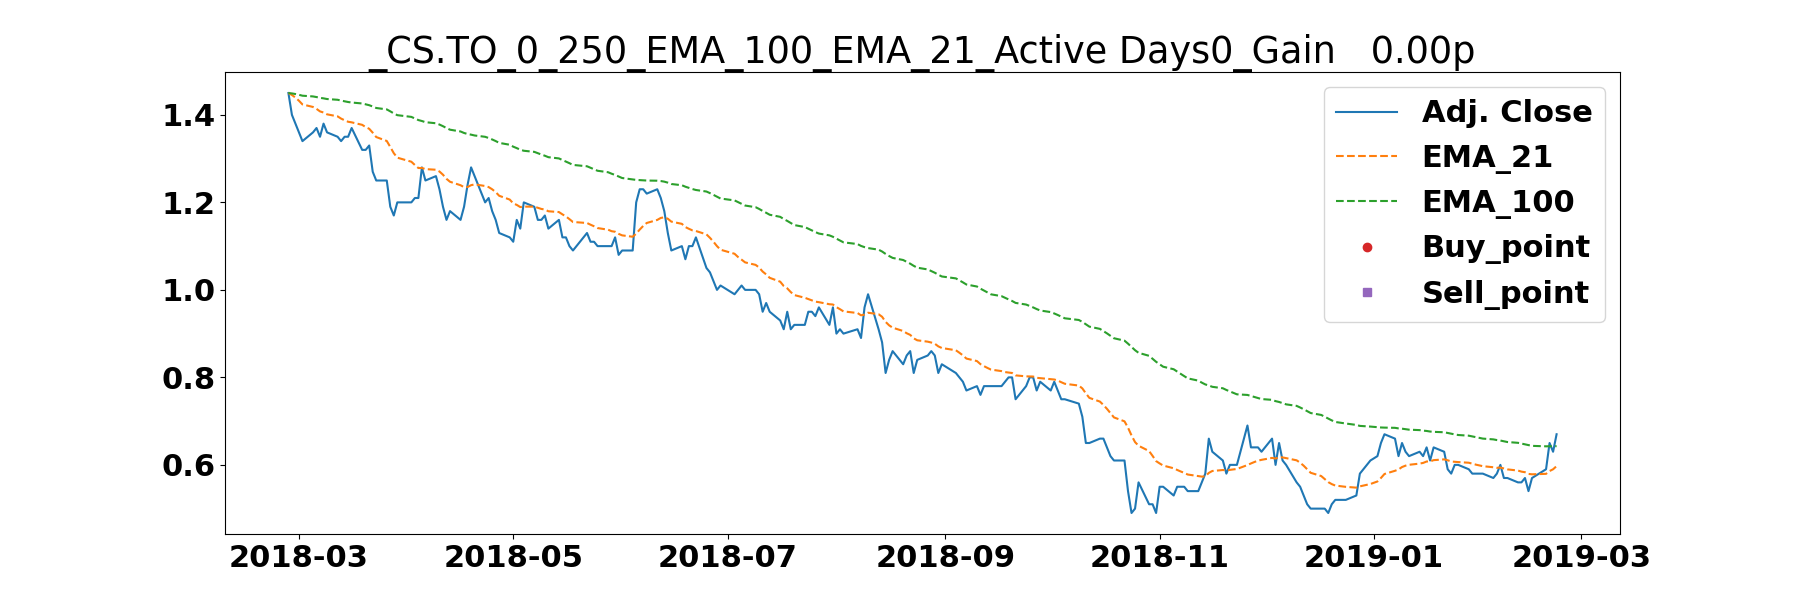 _CS.TO_0_250_EMA_100_EMA_21_Active Days0_Gain   0.00p
1.4
1.2
1.0
0.8
0.6
2018-03 2018-05 2018-07 2018-09 2018-11 2019-01 2019-03
Adj. Close
EMA_21
EMA_100
Buy_point
Sell_point